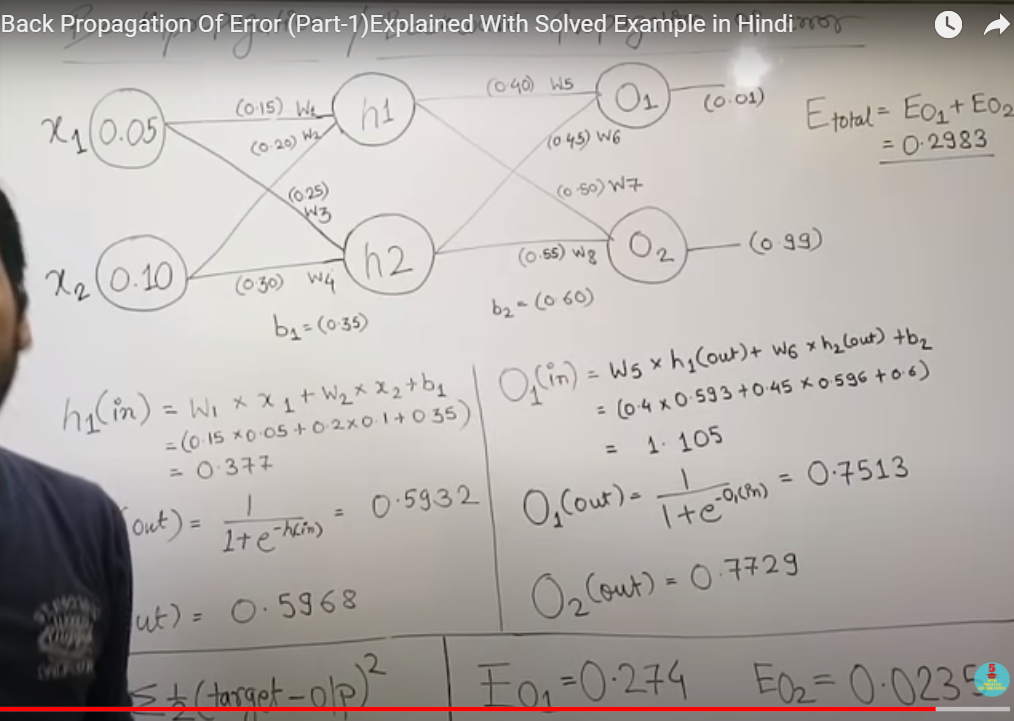 Back Propagation Of Error (Part-1)Explained With Solved Example in Hindi
x1 0.05
(0.15) W1
(0.20) W2
h1
(0.40) W5
O1
(0.01)
E total = EO1 + EO2
= 0.2983
(0.45) W6
(0.25)
W3
(0.50) W7
x2 0.10
(0.30) W4
h2
(0.55) W8
O2
(0.99)
b1 = (0.35)
b2 = (0.60)
h1(in) = W1 × x1 + W2 × x2 + b1
= (0.15 × 0.05 + 0.2 × 0.1 + 0.35)
= 0.377
out) = 1/1+e^-h(in) = 0.5932
ut) = 0.5968
O1(in) = W5 × h1(out) + W6 × h2(out) + b2
= (0.4 × 0.593 + 0.45 × 0.596 + 0.6)
= 1.105
O1(out) = 1/1+e^-O1(in) = 0.7513
O2(out) = 0.7729
Σ 1/2 (target - o/p)^2
EO1 = 0.274
EO2 = 0.0235
5